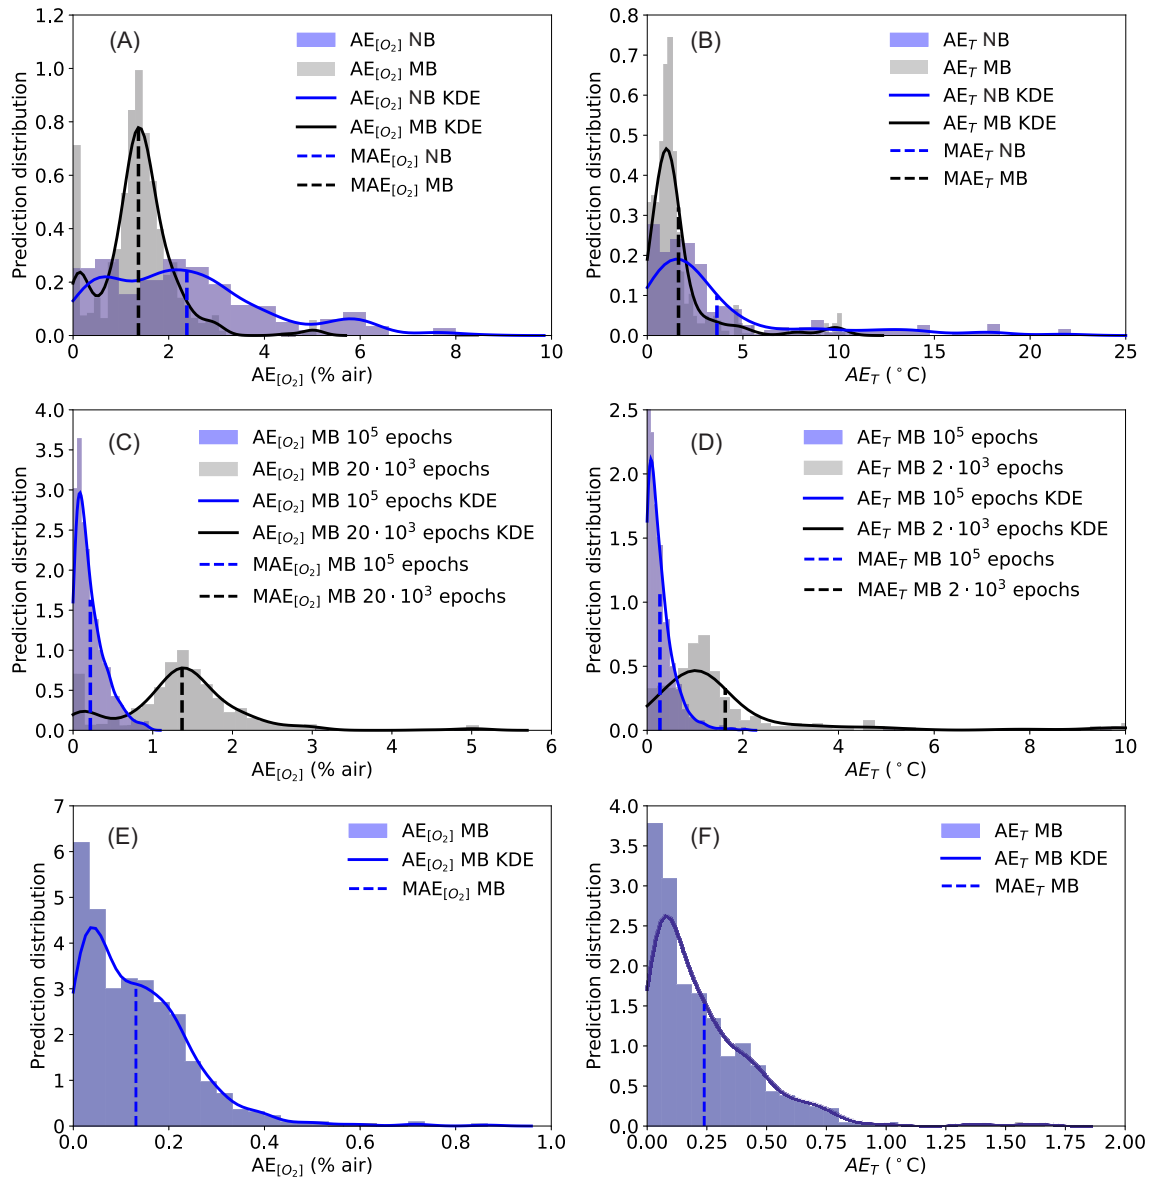 (A)
AE[O2] NB
AE[O2] MB
AE[O2] NB KDE
AE[O2] MB KDE
MAE[O2] NB
MAE[O2] MB
Prediction distribution
1.2
1.0
0.8
0.6
0.4
0.2
0.0
0 2 4 6 8 10
AE[O2] (% air)
(B)
AET NB
AET MB
AET NB KDE
AET MB KDE
MAET NB
MAET MB
Prediction distribution
0.8
0.7
0.6
0.5
0.4
0.3
0.2
0.1
0.0
0 5 10 15 20 25
AET (°C)
(C)
AE[O2] MB 10^5 epochs
AE[O2] MB 20·10^3 epochs
AE[O2] MB 10^5 epochs KDE
AE[O2] MB 20·10^3 epochs KDE
MAE[O2] MB 10^5 epochs
MAE[O2] MB 20·10^3 epochs
Prediction distribution
4.0
3.5
3.0
2.5
2.0
1.5
1.0
0.5
0.0
0 1 2 3 4 5 6
AE[O2] (% air)
(D)
AET MB 10^5 epochs
AET MB 2·10^3 epochs
AET MB 10^5 epochs KDE
AET MB 2·10^3 epochs KDE
MAET MB 10^5 epochs
MAET MB 2·10^3 epochs
Prediction distribution
2.5
2.0
1.5
1.0
0.5
0.0
0 2 4 6 8 10
AET (°C)
(E)
AE[O2] MB
AE[O2] MB KDE
MAE[O2] MB
Prediction distribution
7
6
5
4
3
2
1
0
0.0 0.2 0.4 0.6 0.8 1.0
AE[O2] (% air)
(F)
AET MB
AET MB KDE
MAET MB
Prediction distribution
4.0
3.5
3.0
2.5
2.0
1.5
1.0
0.5
0.0
0.00 0.25 0.50 0.75 1.00 1.25 1.50 1.75 2.00
AET (°C)